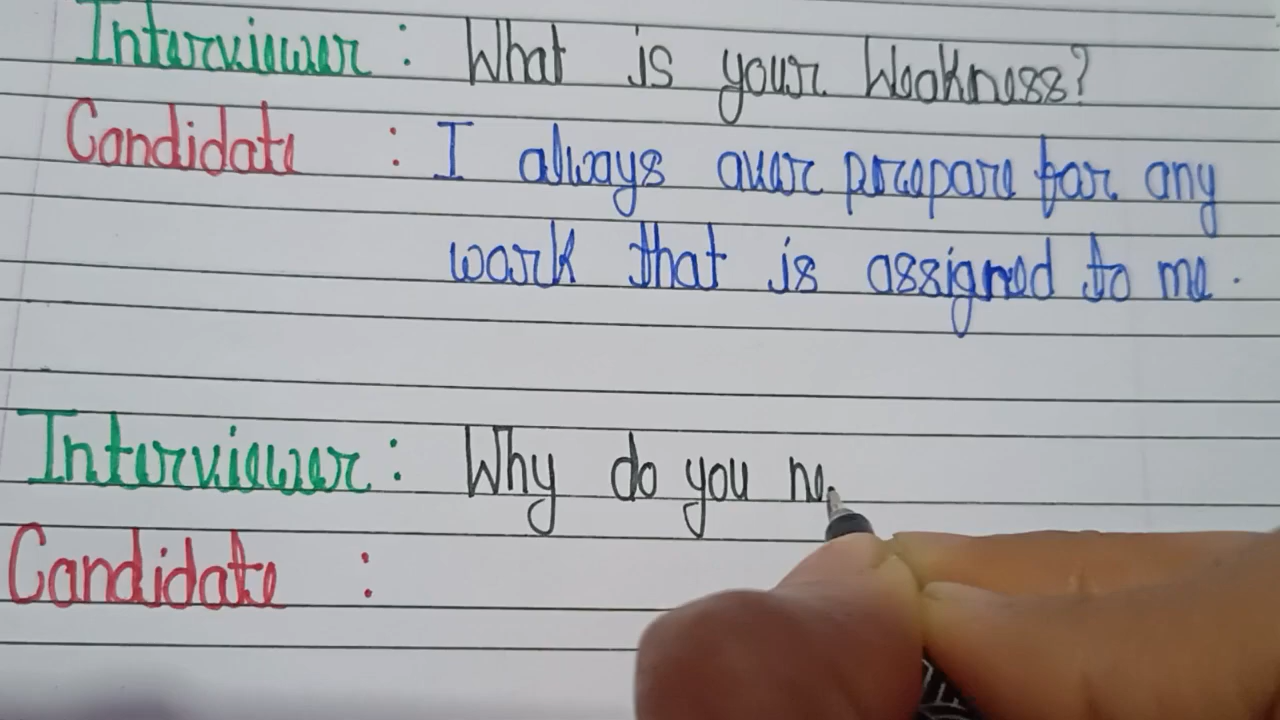 Interviewer : What is your Weakness?
Candidate : I always over prepare for any
work that is assigned to me.
Interviewer : Why do you ne
Candidate :